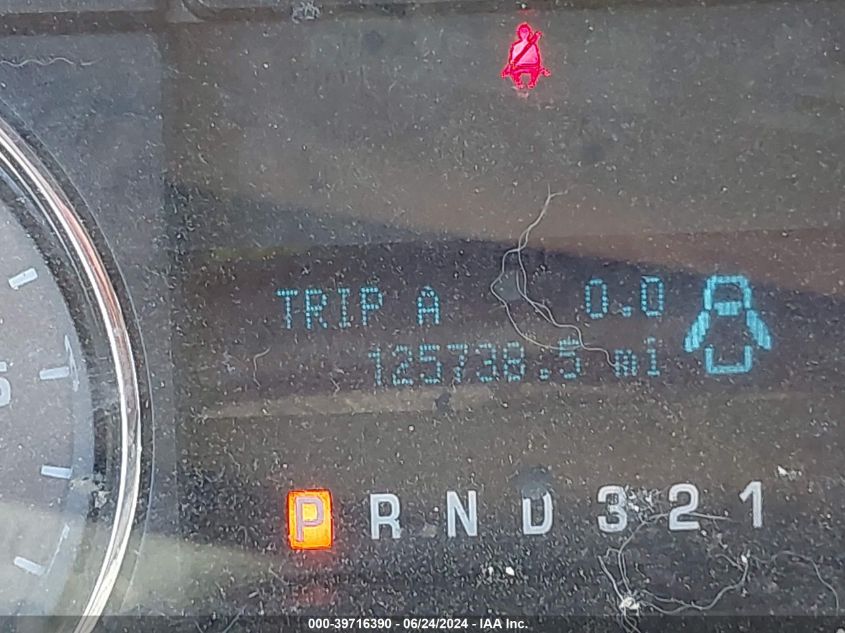 TRIP A 0.0
125738.5 mi
P R N D 3 2 1
000-39716390 - 06/24/2024 - IAA Inc.